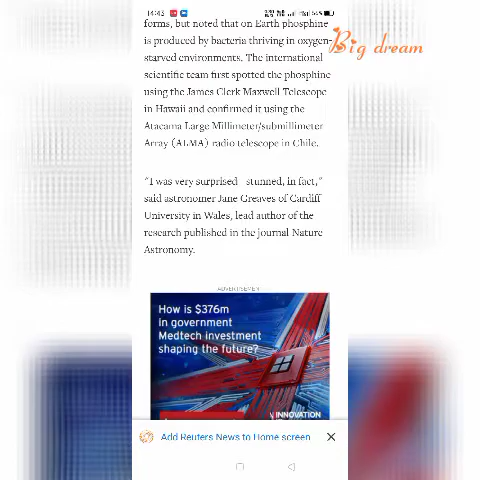 14:43
forms, but noted that on Earth phosphine
is produced by bacteria thriving in oxygen-
Big dream
starved environments. The international
scientific team first spotted the phosphine
using the James Clerk Maxwell Telescope
in Hawaii and confirmed it using the
Atacama Large Millimeter/submillimeter
Array (ALMA) radio telescope in Chile.
"I was very surprised - stunned, in fact,"
said astronomer Jane Greaves of Cardiff
University in Wales, lead author of the
research published in the journal Nature
Astronomy.
ADVERTISEMENT
How is $376m
in government
Medtech investment
shaping the future?
INNOVATION
Add Reuters News to Home screen